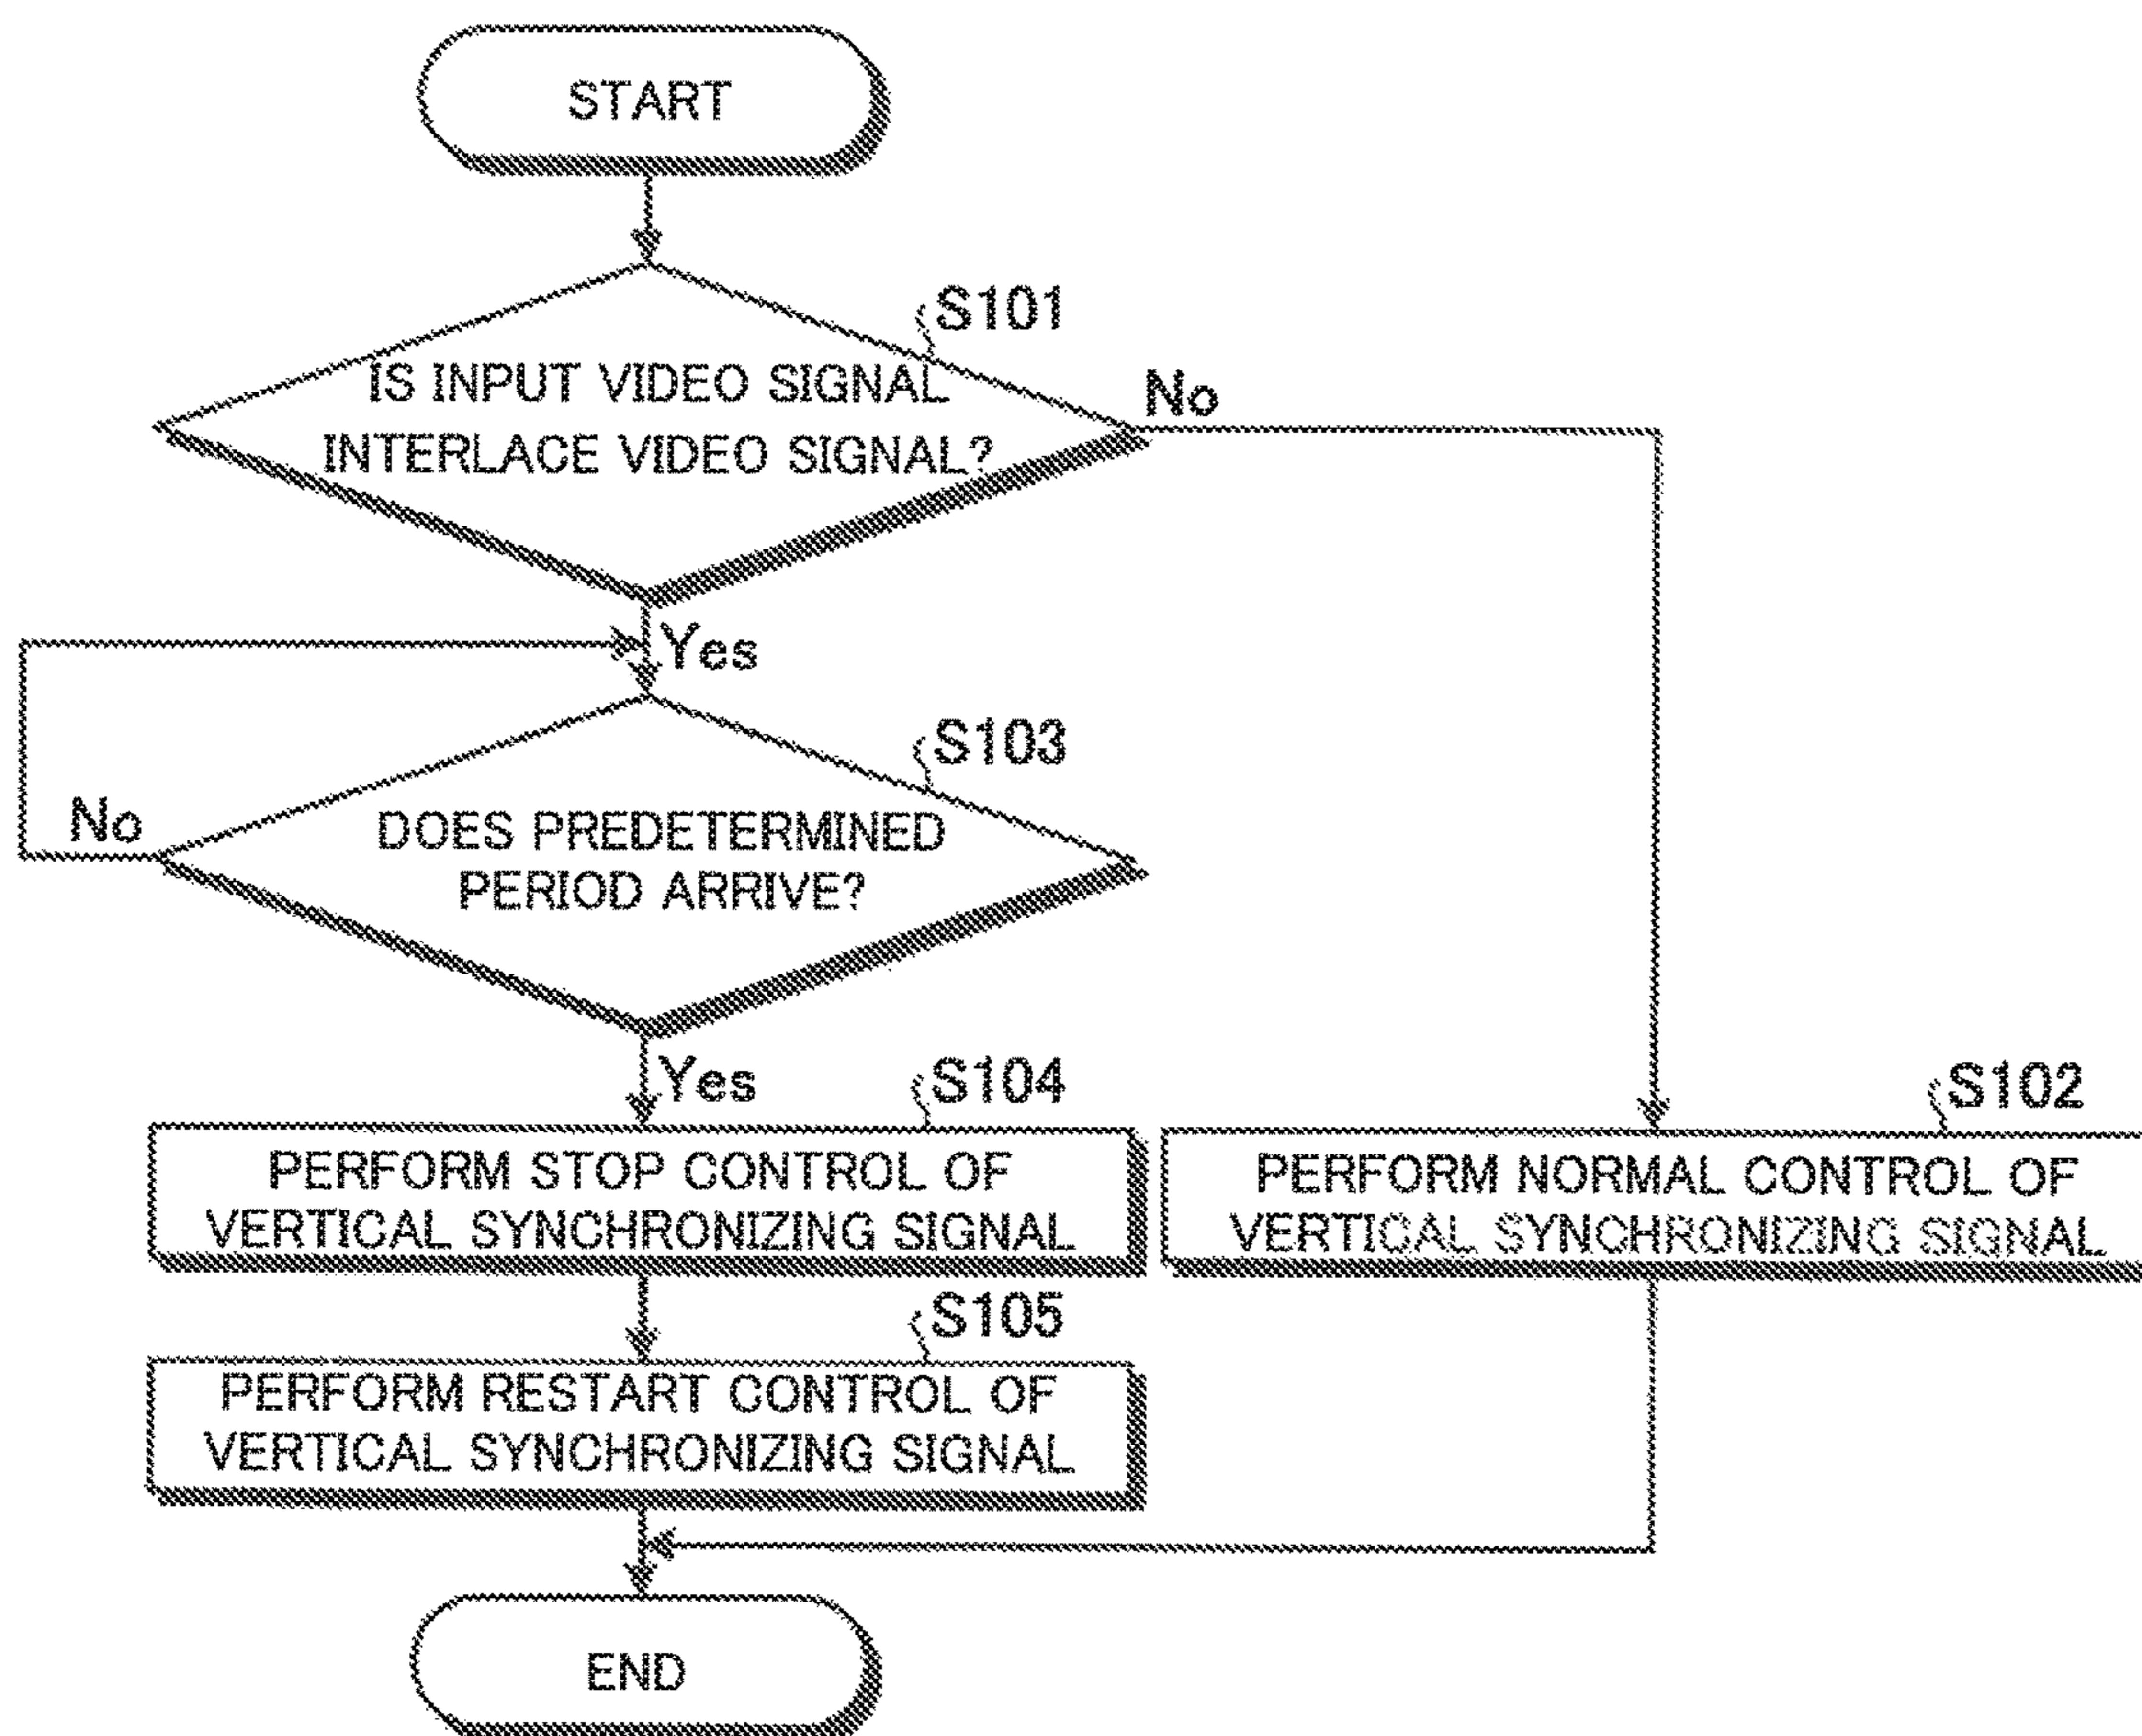 START
S101
IS INPUT VIDEO SIGNAL
INTERLACE VIDEO SIGNAL?
No
Yes
S103
No
DOES PREDETERMINED
PERIOD ARRIVE?
Yes
S104
PERFORM STOP CONTROL OF
VERTICAL SYNCHRONIZING SIGNAL
S102
PERFORM NORMAL CONTROL OF
VERTICAL SYNCHRONIZING SIGNAL
S105
PERFORM RESTART CONTROL OF
VERTICAL SYNCHRONIZING SIGNAL
END